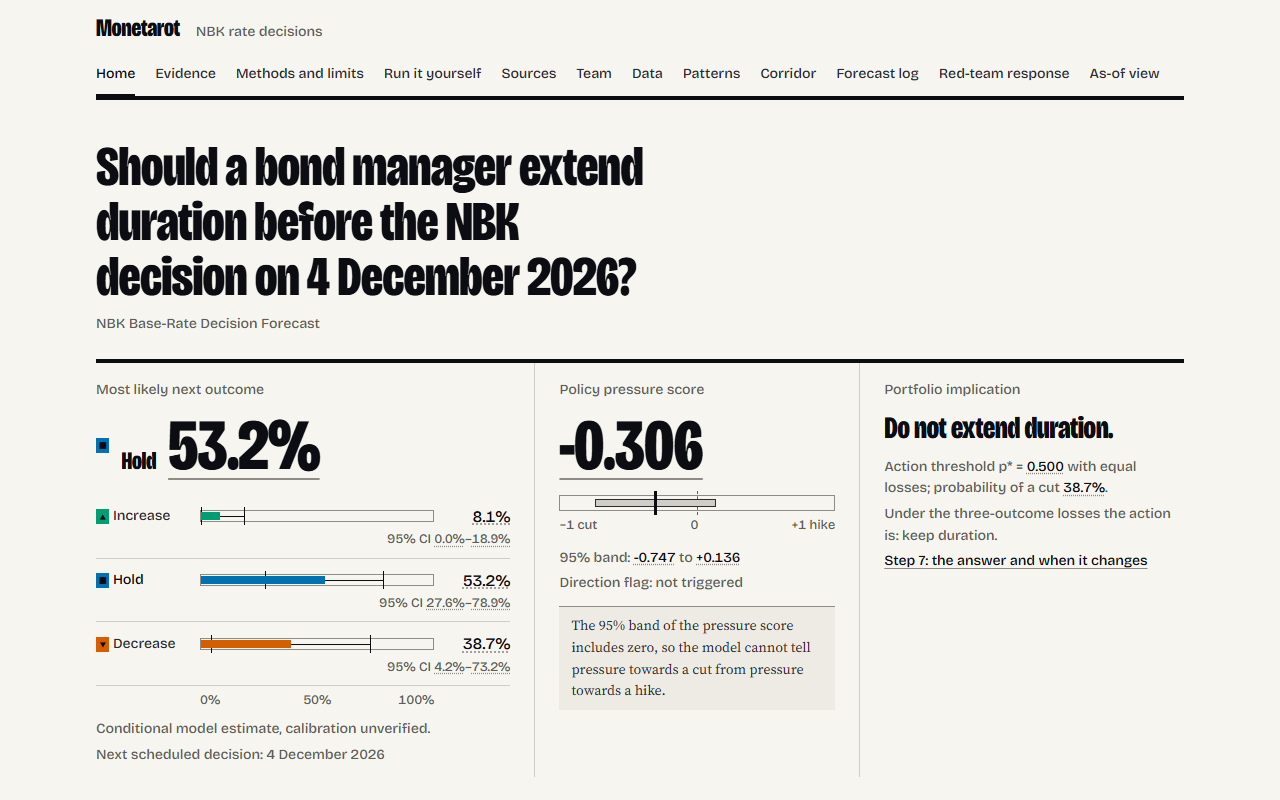 Monetarot NBK rate decisions
Home Evidence Methods and limits Run it yourself Sources Team Data Patterns Corridor Forecast log Red-team response As-of view
Should a bond manager extend
duration before the NBK
decision on 4 December 2026?
NBK Base-Rate Decision Forecast
Most likely next outcome
Hold 53.2%
Increase 8.1%
95% CI 0.0%–18.9%
Hold 53.2%
95% CI 27.6%–78.9%
Decrease 38.7%
95% CI 4.2%–73.2%
0% 50% 100%
Conditional model estimate, calibration unverified.
Next scheduled decision: 4 December 2026
Policy pressure score
-0.306
−1 cut 0 +1 hike
95% band: -0.747 to +0.136
Direction flag: not triggered
The 95% band of the pressure score
includes zero, so the model cannot tell
pressure towards a cut from pressure
towards a hike.
Portfolio implication
Do not extend duration.
Action threshold p* = 0.500 with equal
losses; probability of a cut 38.7%.
Under the three-outcome losses the action
is: keep duration.
Step 7: the answer and when it changes